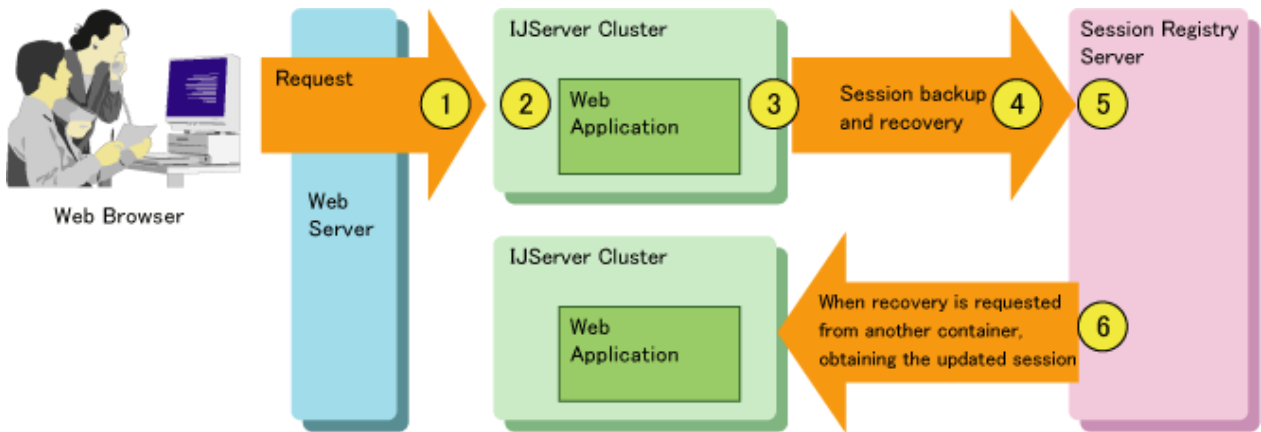 Web Browser
Request
1
Web
Server
2
IJServer Cluster
Web
Application
3
Session backup
and recovery
4
Session Registry
Server
5
IJServer Cluster
Web
Application
When recovery is requested
from another container,
obtaining the updated session
6